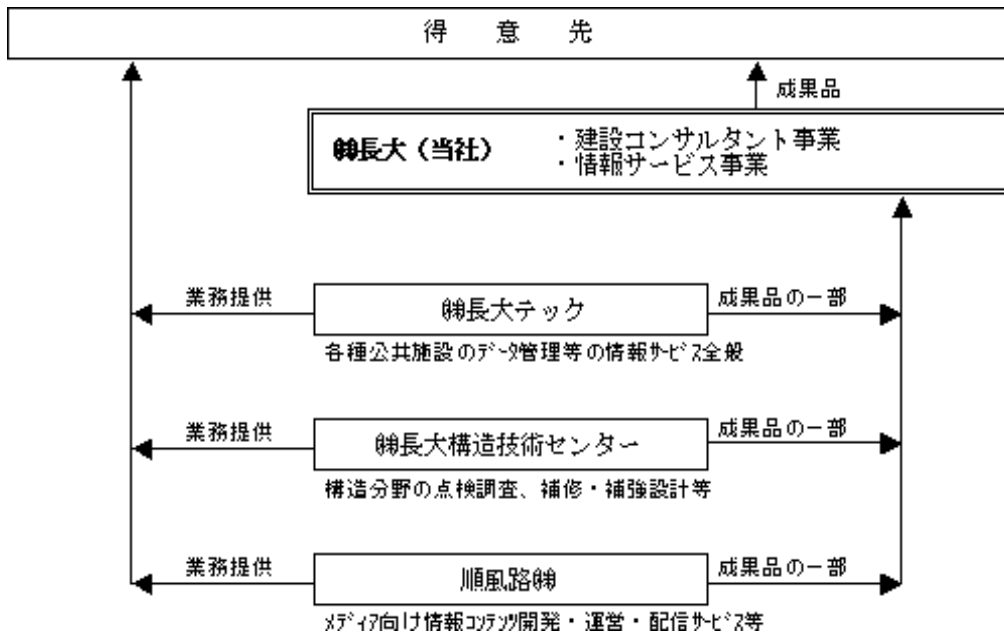 得意先
成果品
㈱長大（当社） ・建設コンサルタント事業
・情報サービス事業
業務提供 ㈱長大テック 成果品の一部
各種公共施設のﾃﾞｰﾀ管理等の情報ｻｰﾋﾞｽ全般
業務提供 ㈱長大構造技術センター 成果品の一部
構造分野の点検調査、補修・補強設計等
業務提供 順風路㈱ 成果品の一部
ﾒﾃﾞｨｱ向け情報ｺﾝﾃﾝﾂ開発・運営・配信ｻｰﾋﾞｽ等